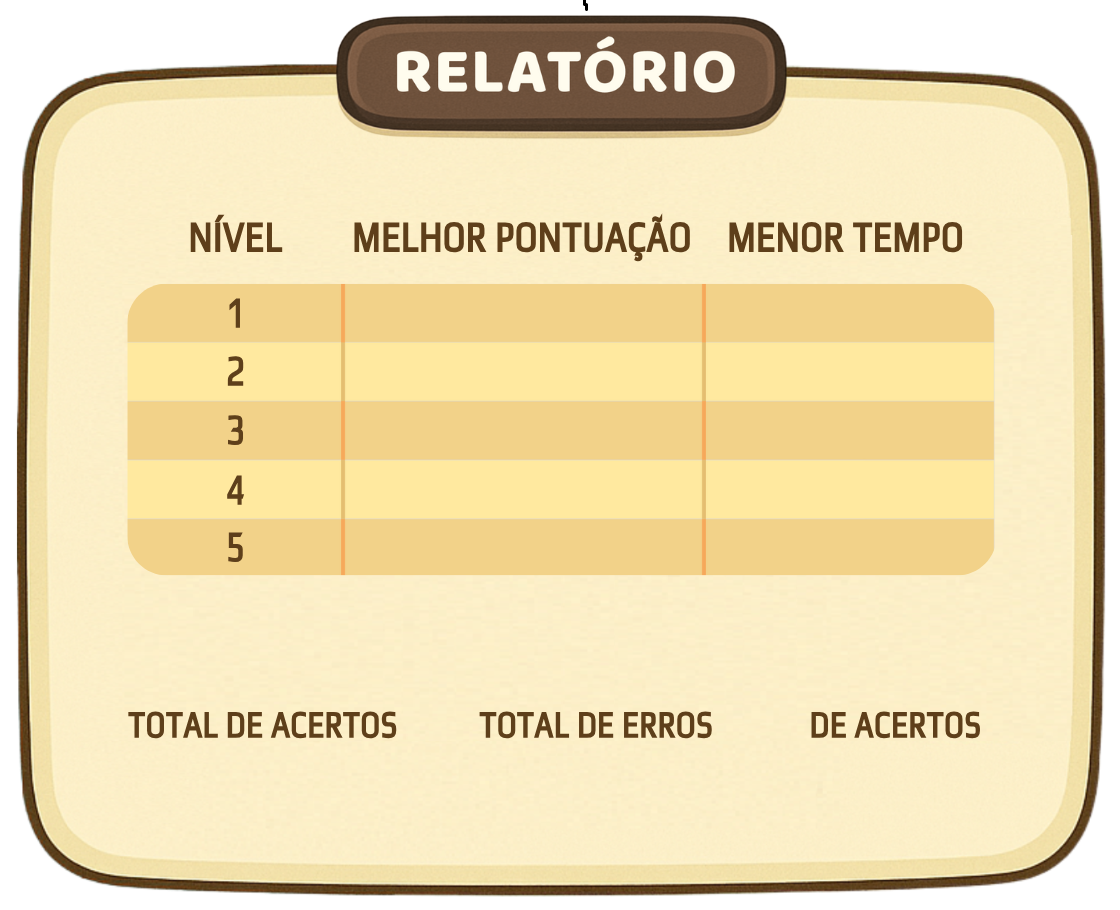 RELATÓRIO
NÍVEL MELHOR PONTUAÇÃO MENOR TEMPO
1
2
3
4
5
TOTAL DE ACERTOS TOTAL DE ERROS DE ACERTOS